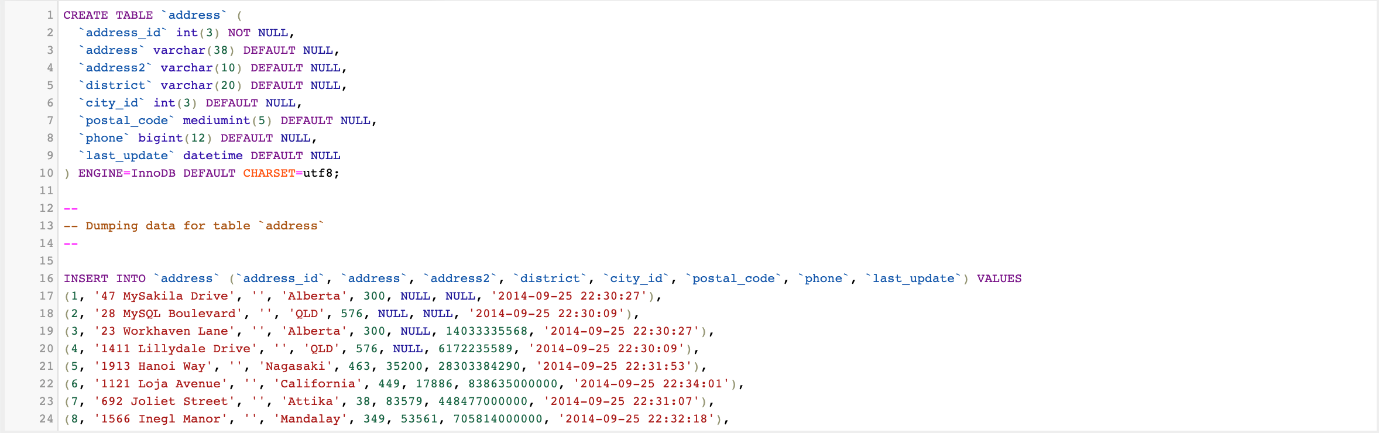 1 CREATE TABLE `address` (
2 `address_id` int(3) NOT NULL,
3 `address` varchar(38) DEFAULT NULL,
4 `address2` varchar(10) DEFAULT NULL,
5 `district` varchar(20) DEFAULT NULL,
6 `city_id` int(3) DEFAULT NULL,
7 `postal_code` mediumint(5) DEFAULT NULL,
8 `phone` bigint(12) DEFAULT NULL,
9 `last_update` datetime DEFAULT NULL
10 ) ENGINE=InnoDB DEFAULT CHARSET=utf8;
11
12 --
13 -- Dumping data for table `address`
14 --
15
16 INSERT INTO `address` (`address_id`, `address`, `address2`, `district`, `city_id`, `postal_code`, `phone`, `last_update`) VALUES
17 (1, '47 MySakila Drive', '', 'Alberta', 300, NULL, NULL, '2014-09-25 22:30:27'),
18 (2, '28 MySQL Boulevard', '', 'QLD', 576, NULL, NULL, '2014-09-25 22:30:09'),
19 (3, '23 Workhaven Lane', '', 'Alberta', 300, NULL, 14033335568, '2014-09-25 22:30:27'),
20 (4, '1411 Lillydale Drive', '', 'QLD', 576, NULL, 6172235589, '2014-09-25 22:30:09'),
21 (5, '1913 Hanoi Way', '', 'Nagasaki', 463, 35200, 28303384290, '2014-09-25 22:31:53'),
22 (6, '1121 Loja Avenue', '', 'California', 449, 17886, 838635000000, '2014-09-25 22:34:01'),
23 (7, '692 Joliet Street', '', 'Attika', 38, 83579, 448477000000, '2014-09-25 22:31:07'),
24 (8, '1566 Inegl Manor', '', 'Mandalay', 349, 53561, 705814000000, '2014-09-25 22:32:18'),